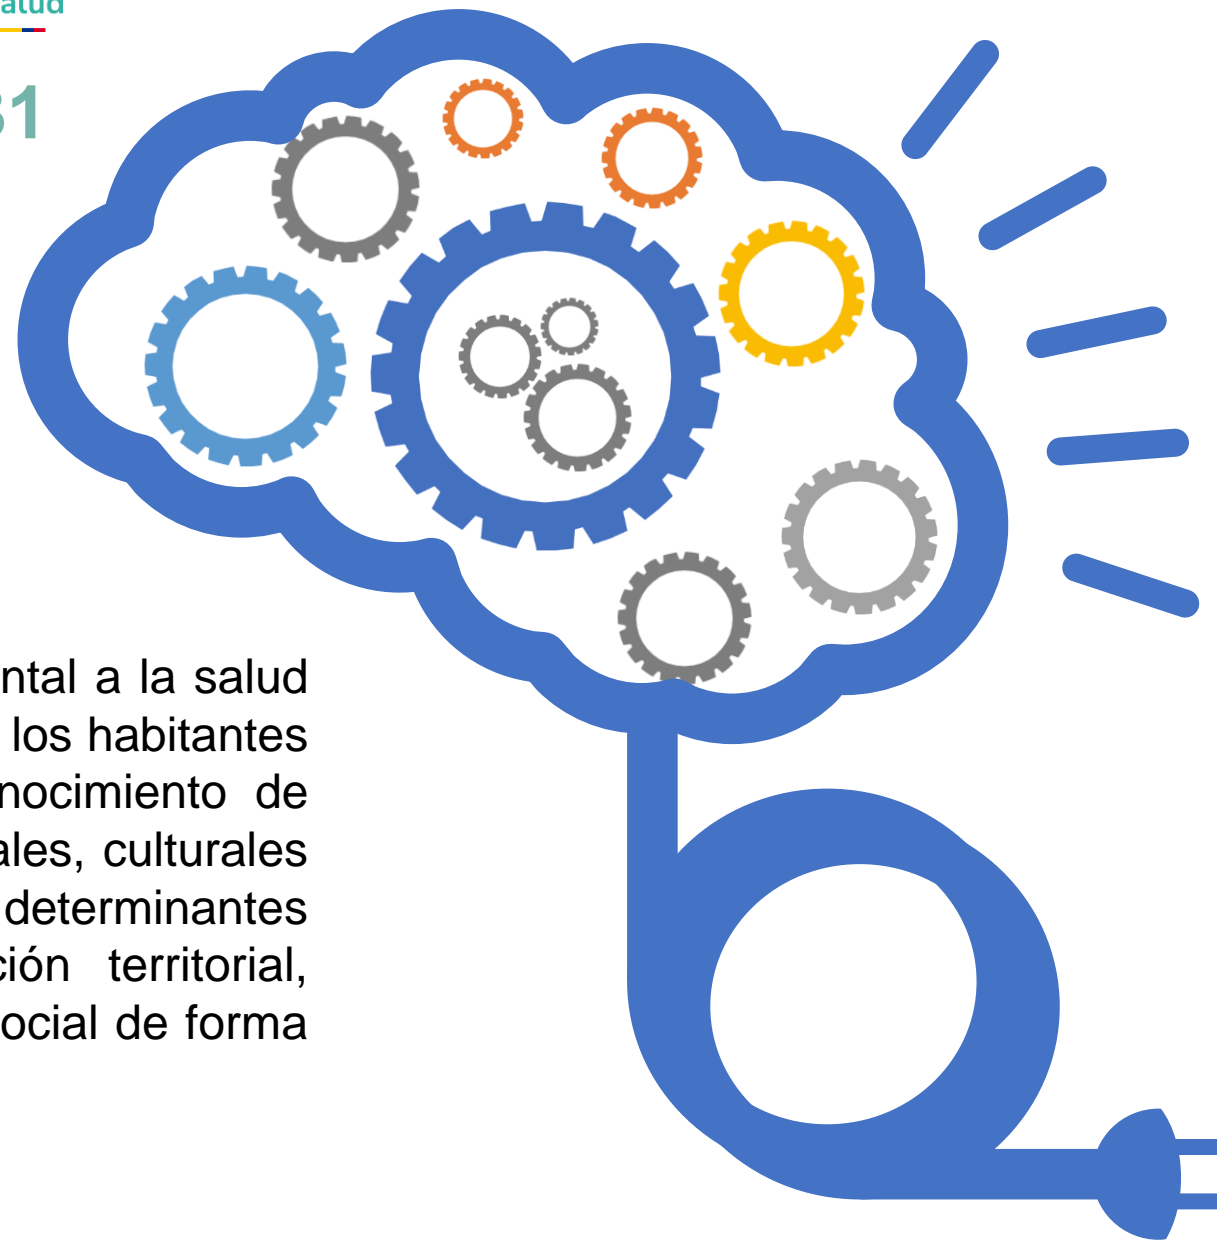 alud
31
ntal a la salud
los habitantes
nocimiento de
ales, culturales
determinantes
ción territorial,
ocial de forma